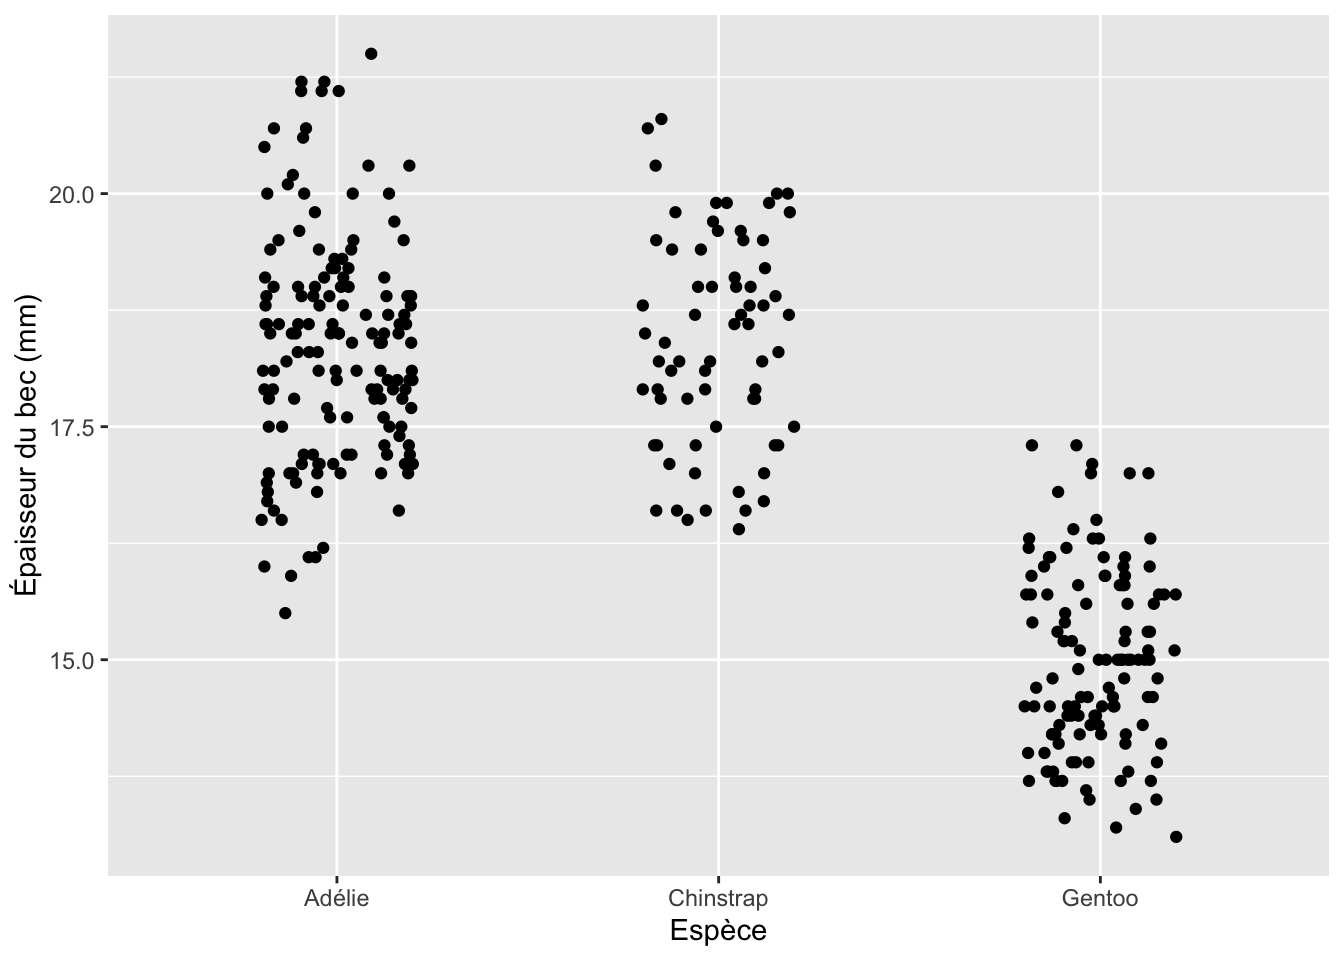 Épaisseur du bec (mm)
20.0
17.5
15.0
Adélie
Chinstrap
Gentoo
Espèce